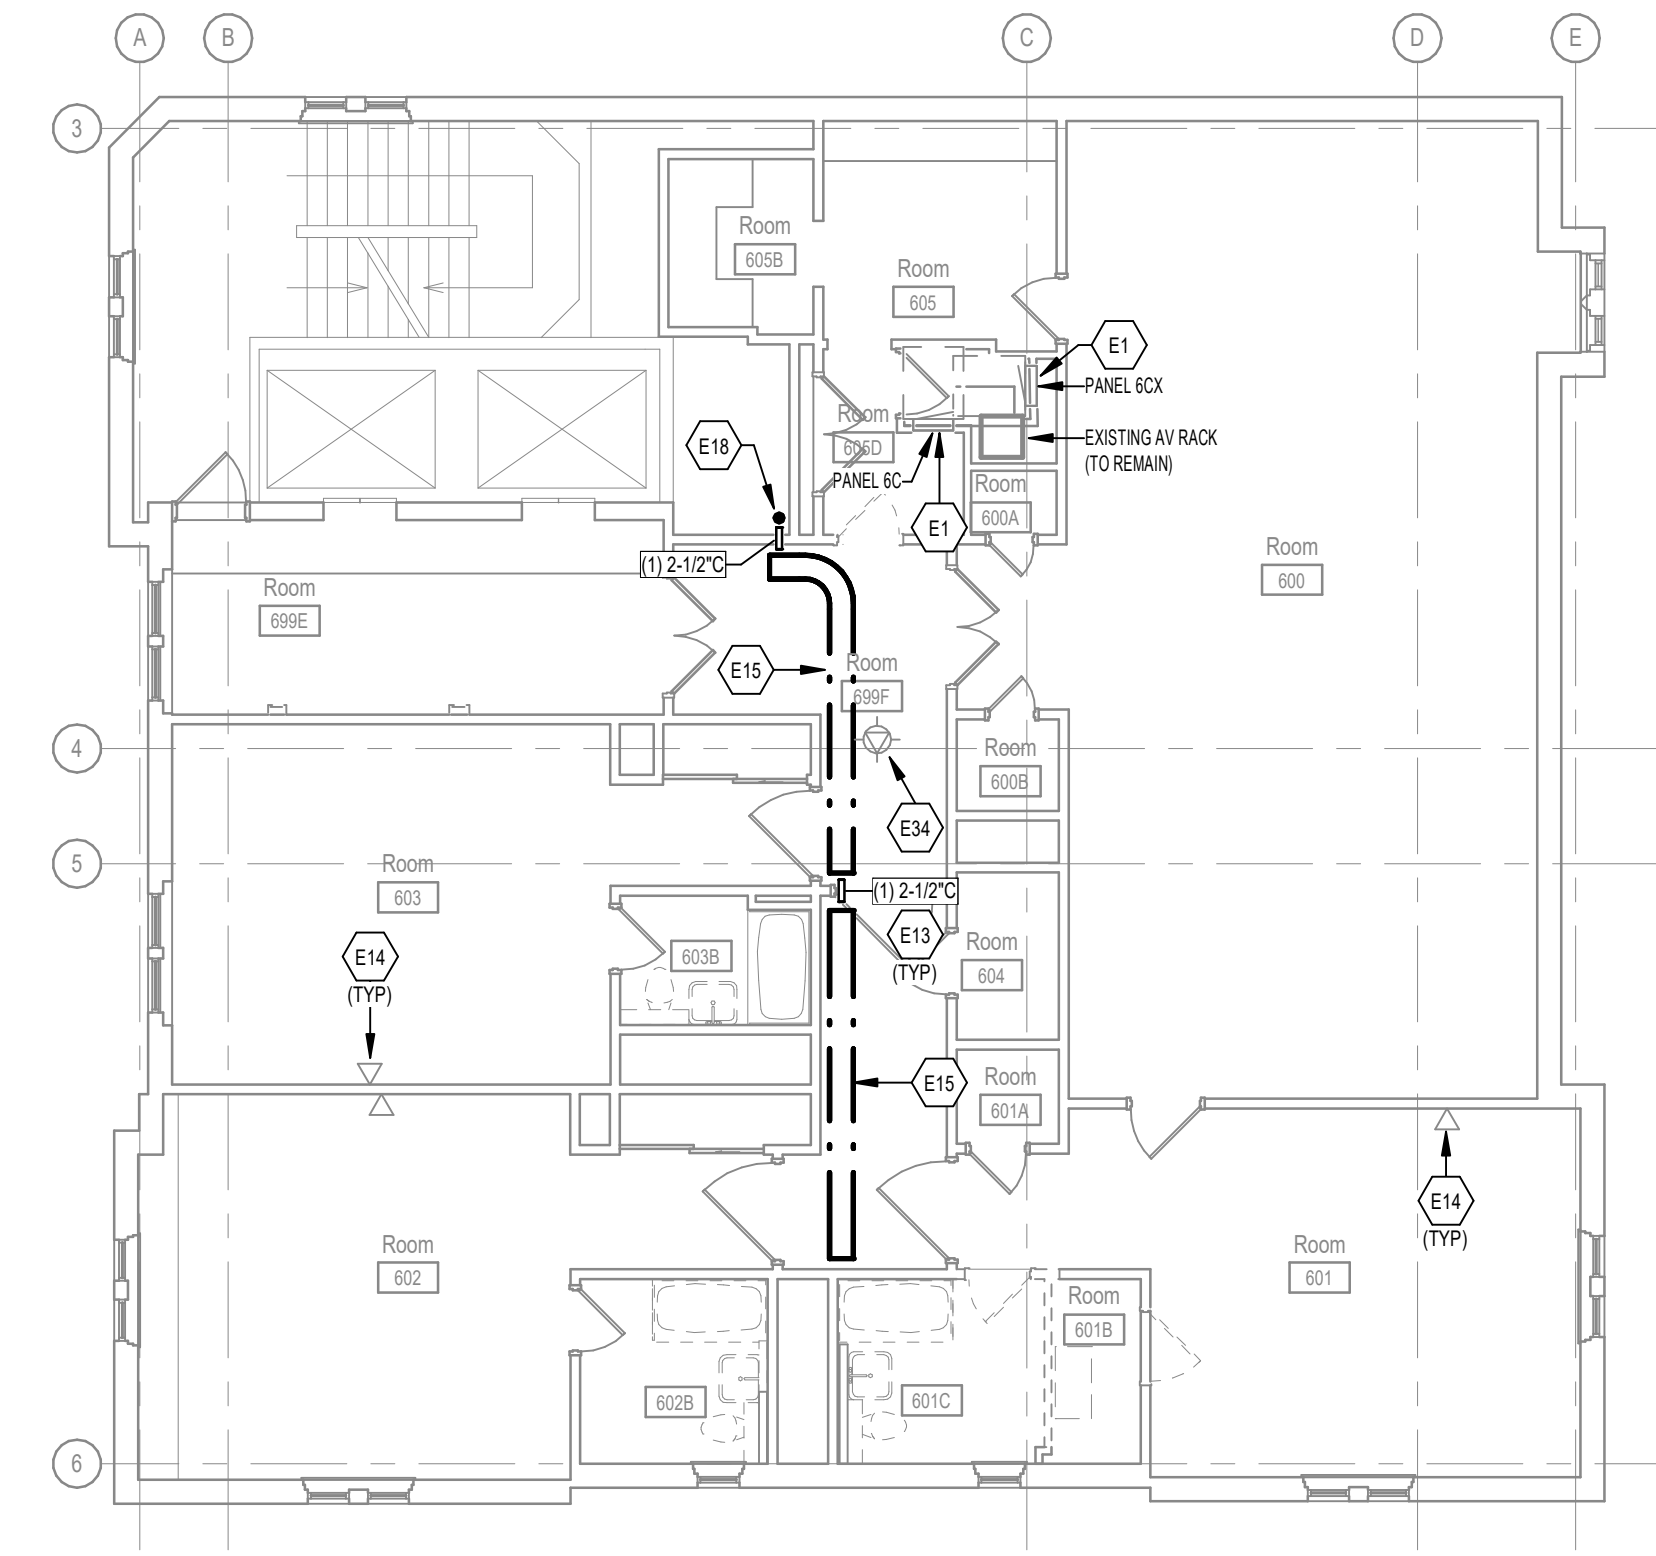 A
B
C
D
E
3
Room
605B
Room
605
E1
PANEL 6CX
Room
605D
EXISTING AV RACK
(TO REMAIN)
E18
PANEL 6C
Room
600A
E1
(1) 2-1/2"C
Room
600
Room
699E
E15
Room
699F
4
Room
600B
E34
5
Room
603
(1) 2-1/2"C
E13
(TYP)
Room
604
E14
(TYP)
603B
E15
Room
601A
E14
(TYP)
Room
602
Room
601
Room
601B
602B
601C
6